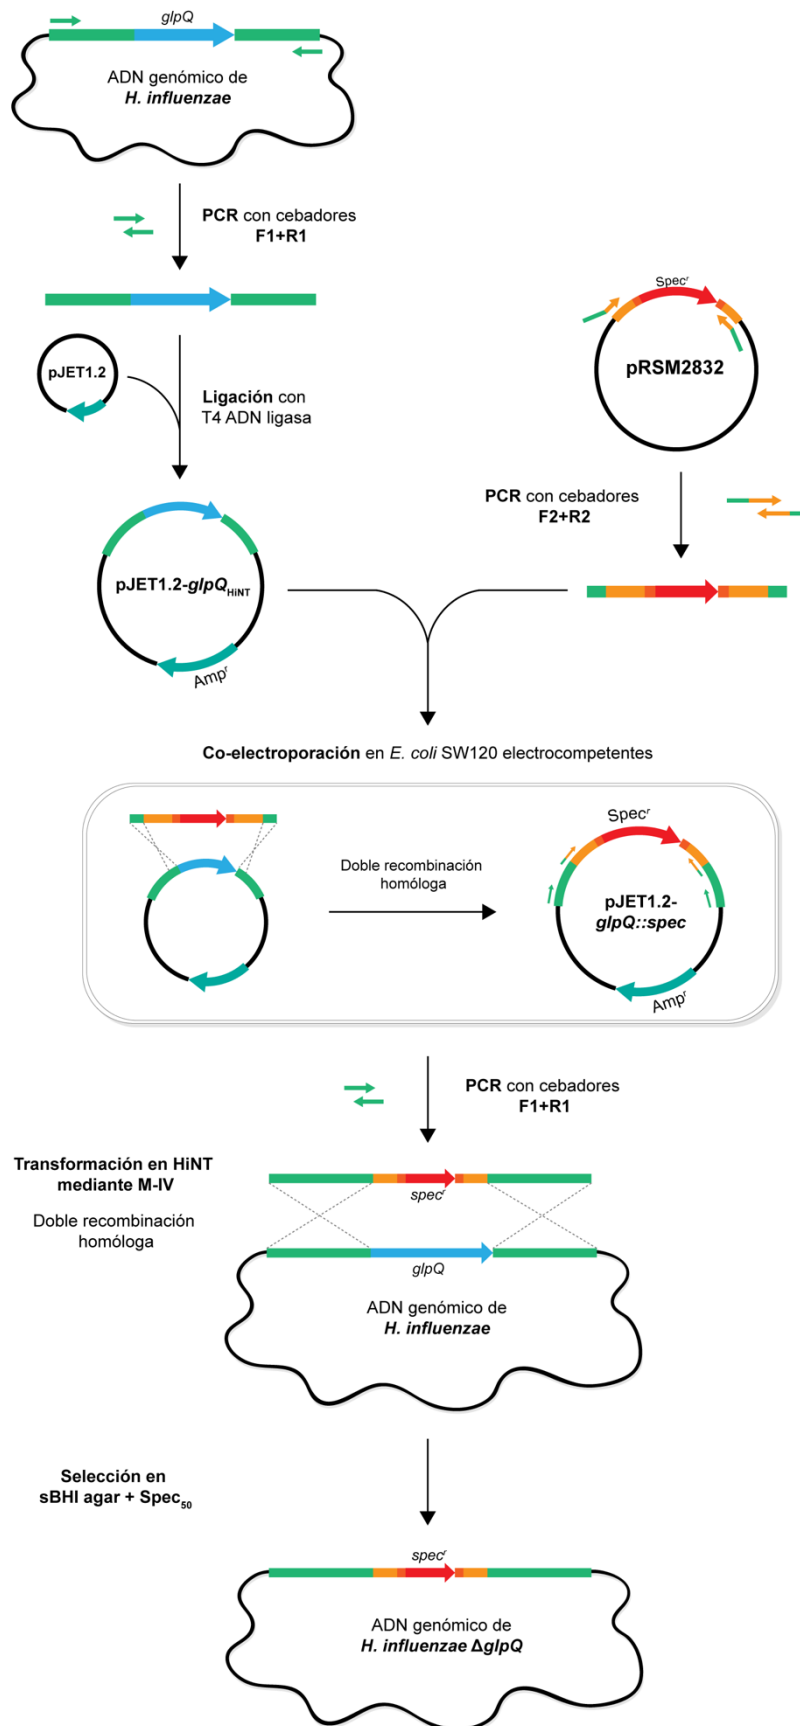 glpQ
ADN genómico de
H. influenzae
PCR con cebadores
F1+R1
pJET1.2
Ligación con
T4 ADN ligasa
Specʳ
pRSM2832
PCR con cebadores
F2+R2
pJET1.2-glpQHiNT
Ampʳ
Co-electroporación en E. coli SW120 electrocompetentes
Doble recombinación
homóloga
Specʳ
pJET1.2-
glpQ::spec
Ampʳ
PCR con cebadores
F1+R1
Transformación en HiNT
mediante M-IV
Doble recombinación
homóloga
specʳ
glpQ
ADN genómico de
H. influenzae
Selección en
sBHI agar + Spec₅₀
specʳ
ADN genómico de
H. influenzae ΔglpQ